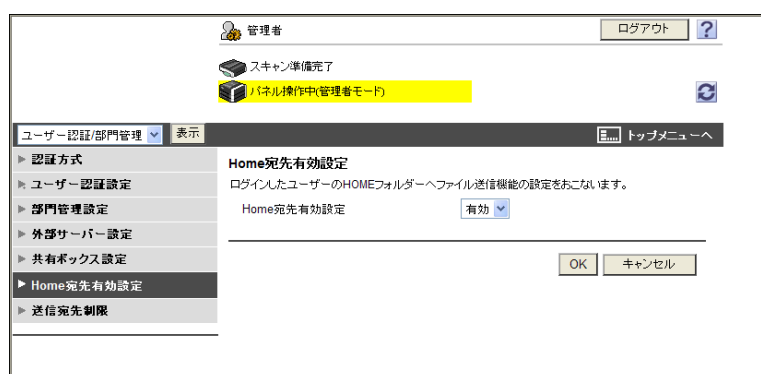 管理者
ログアウト
?
スキャン準備完了
パネル操作中(管理者モード)
ユーザー認証/部門管理
表示
トップメニューへ
認証方式
ユーザー認証設定
部門管理設定
外部サーバー設定
共有ボックス設定
Home宛先有効設定
送信宛先制限
Home宛先有効設定
ログインしたユーザーのHOMEフォルダーへファイル送信機能の設定をおこないます。
Home宛先有効設定
有効
OK
キャンセル